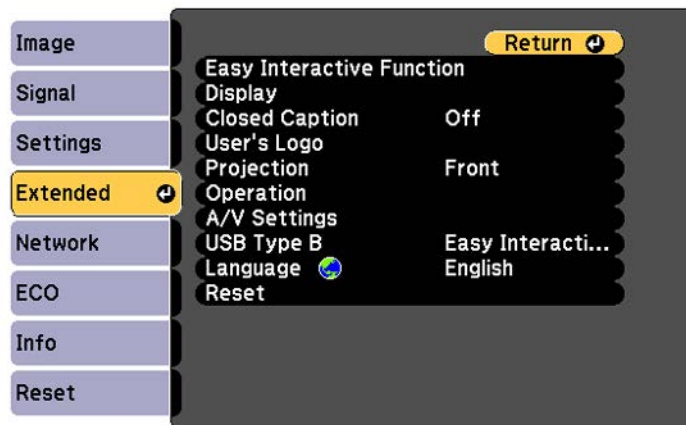 Image
Signal
Settings
Extended
Network
ECO
Info
Reset
Return
Easy Interactive Function
Display
Closed Caption Off
User's Logo
Projection Front
Operation
A/V Settings
USB Type B Easy Interacti...
Language English
Reset